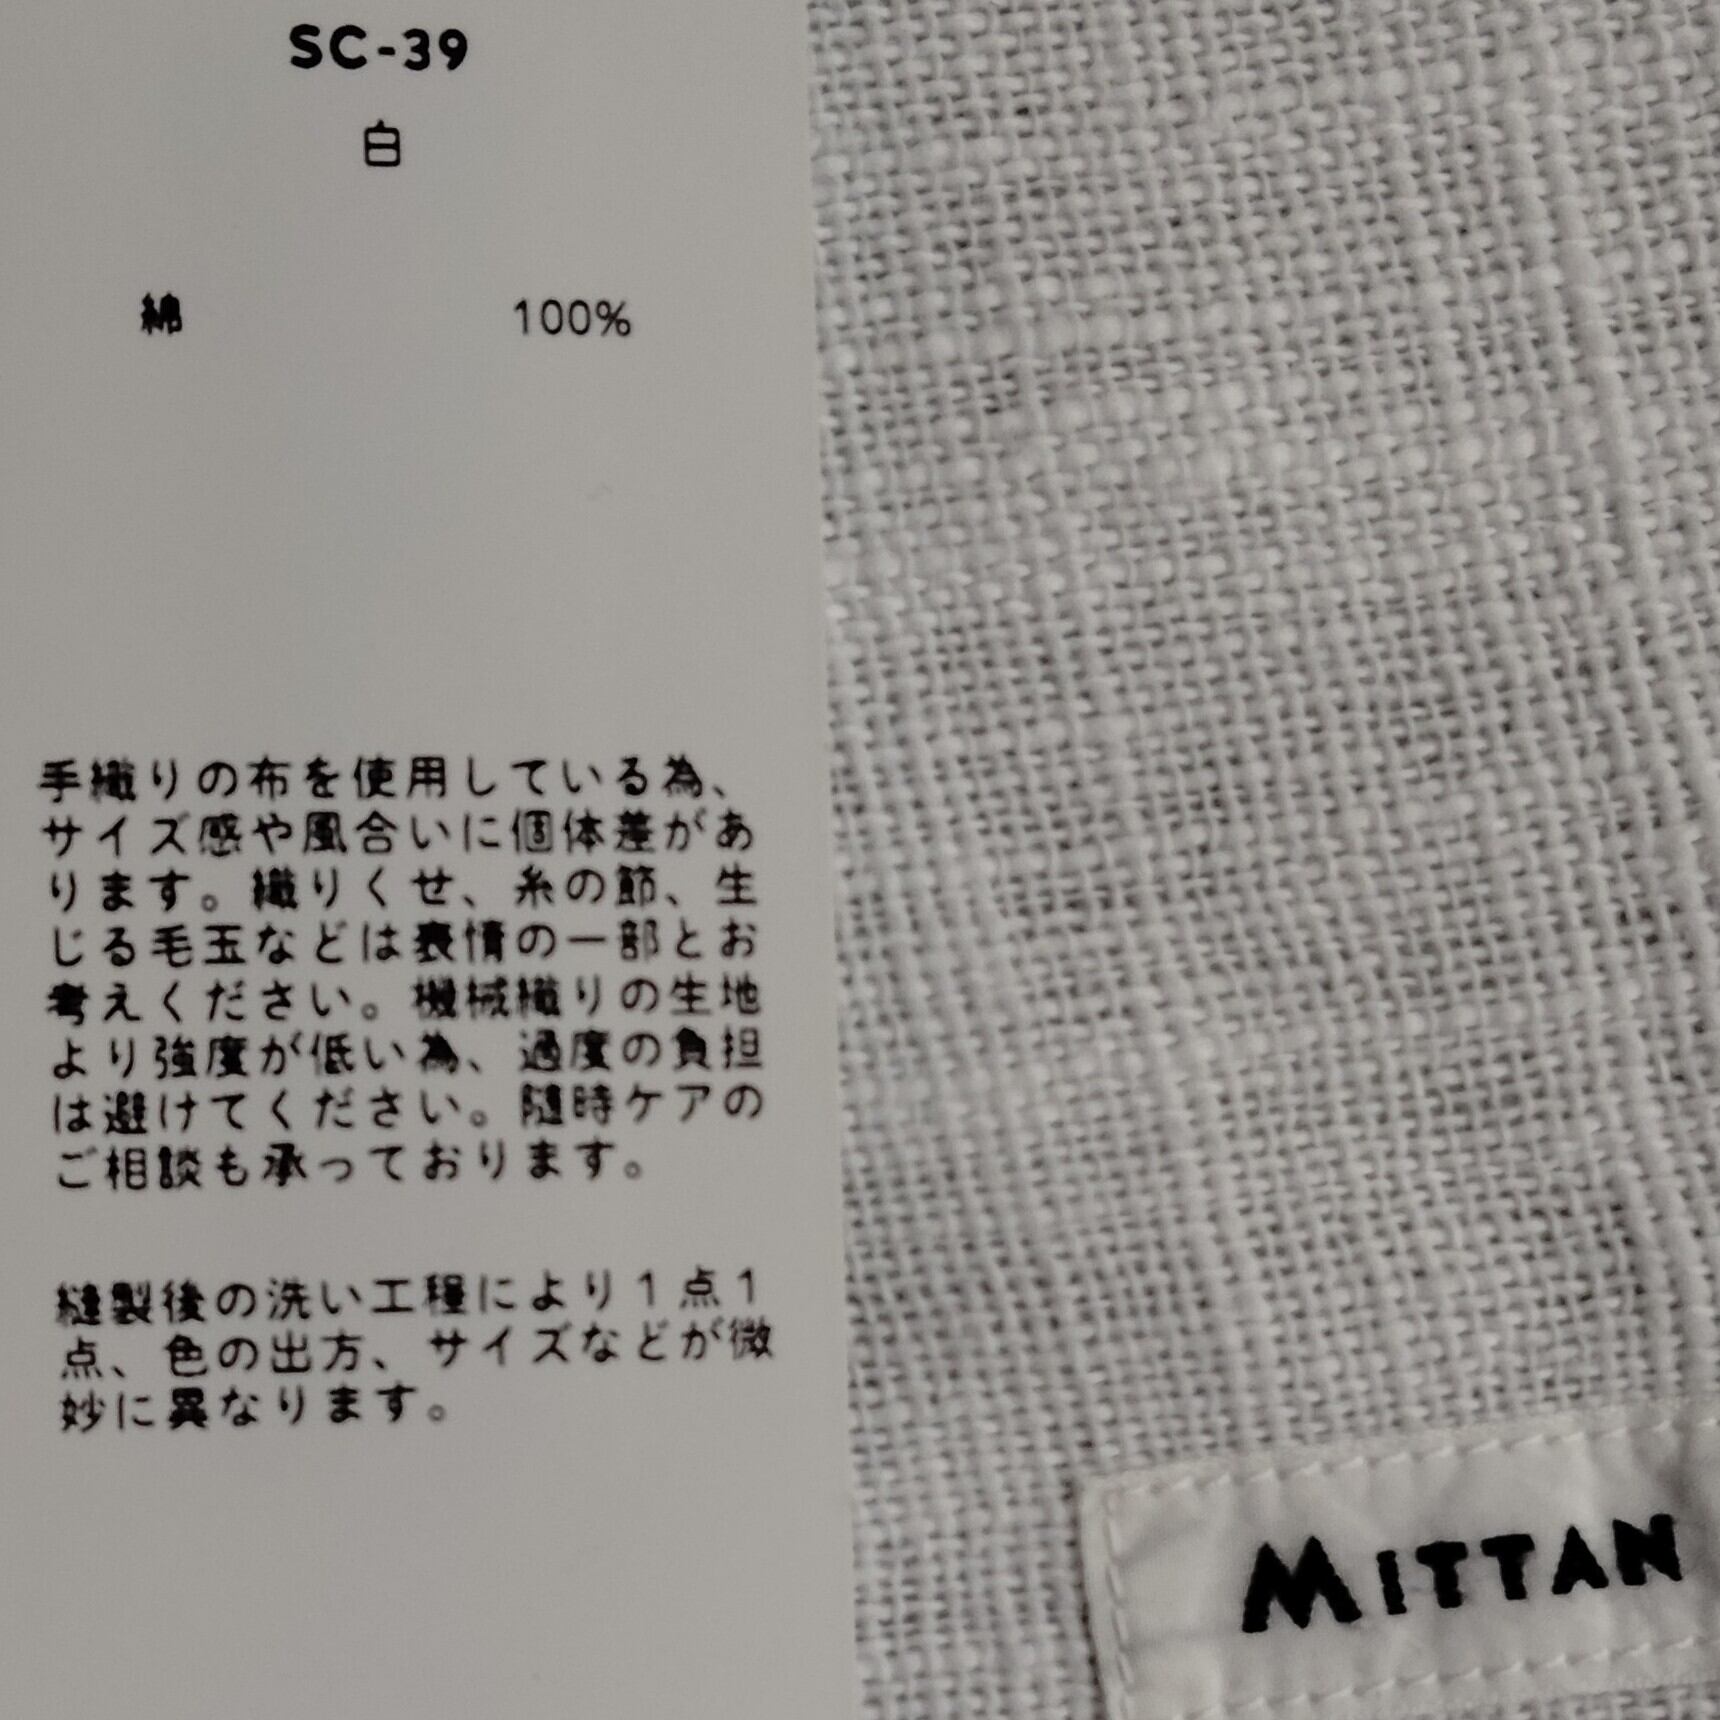 SC-39
白
綿 100%
手織りの布を使用している為、
サイズ感や風合いに個体差があ
ります。織りくせ、糸の節、生
じる毛玉などは表情の一部とお
考えください。機械織りの生地
より強度が低い為、過度の負担
は避けてください。随時ケアの
ご相談も承っております。
縫製後の洗い工程により1点1
点、色の出方、サイズなどが微
妙に異なります。
MITTAN